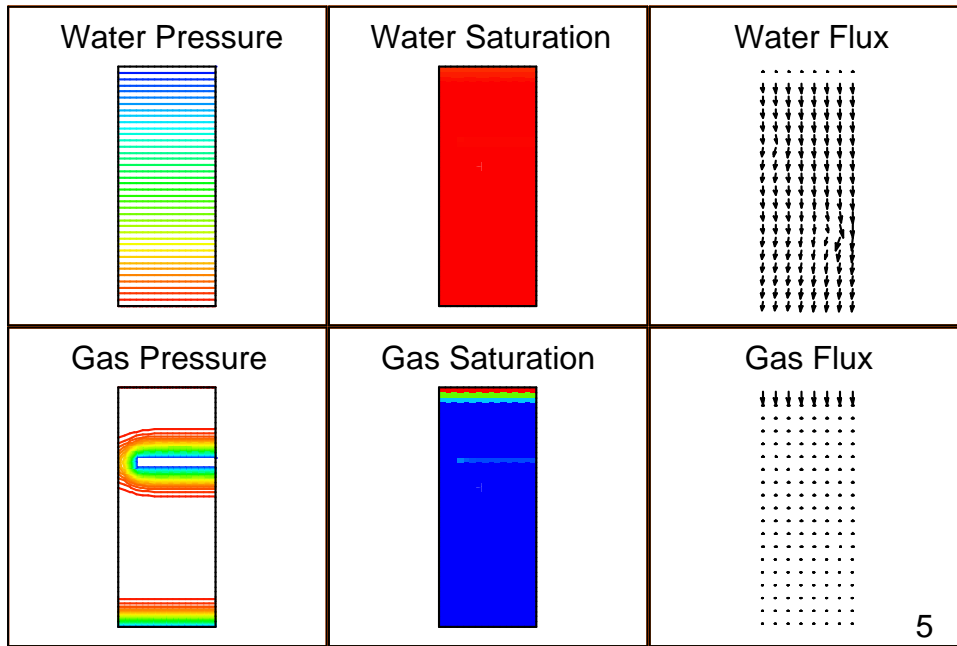 Water Pressure
Water Saturation
Water Flux
Gas Pressure
Gas Saturation
Gas Flux
5